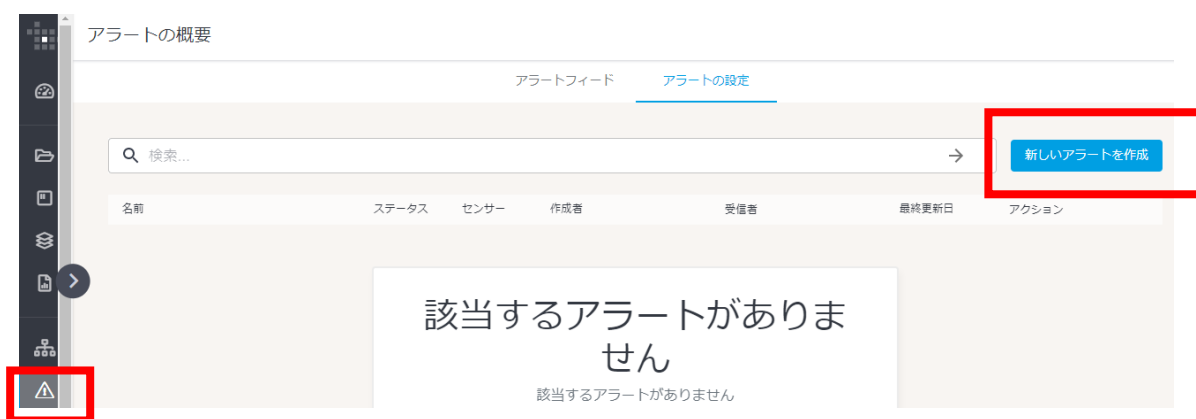 アラートの概要
アラートフィード アラートの設定
検索...
新しいアラートを作成
名前 ステータス センサー 作成者 受信者 最終更新日 アクション
該当するアラートがありま
せん
該当するアラートがありません